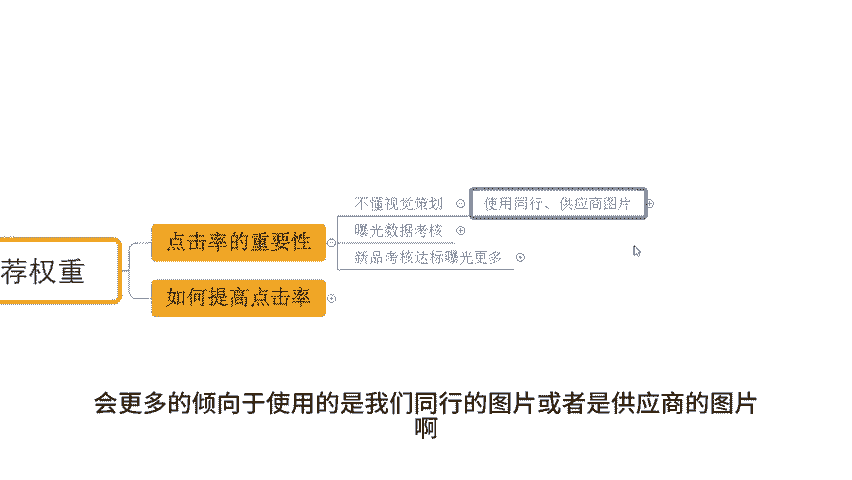 不懂视觉策划
使用同行、供应商图片
点击率的重要性
曝光数据考核
新品考核达标曝光更多
荐权重
如何提高点击率
会更多的倾向于使用的是我们同行的图片或者是供应商的图片
啊